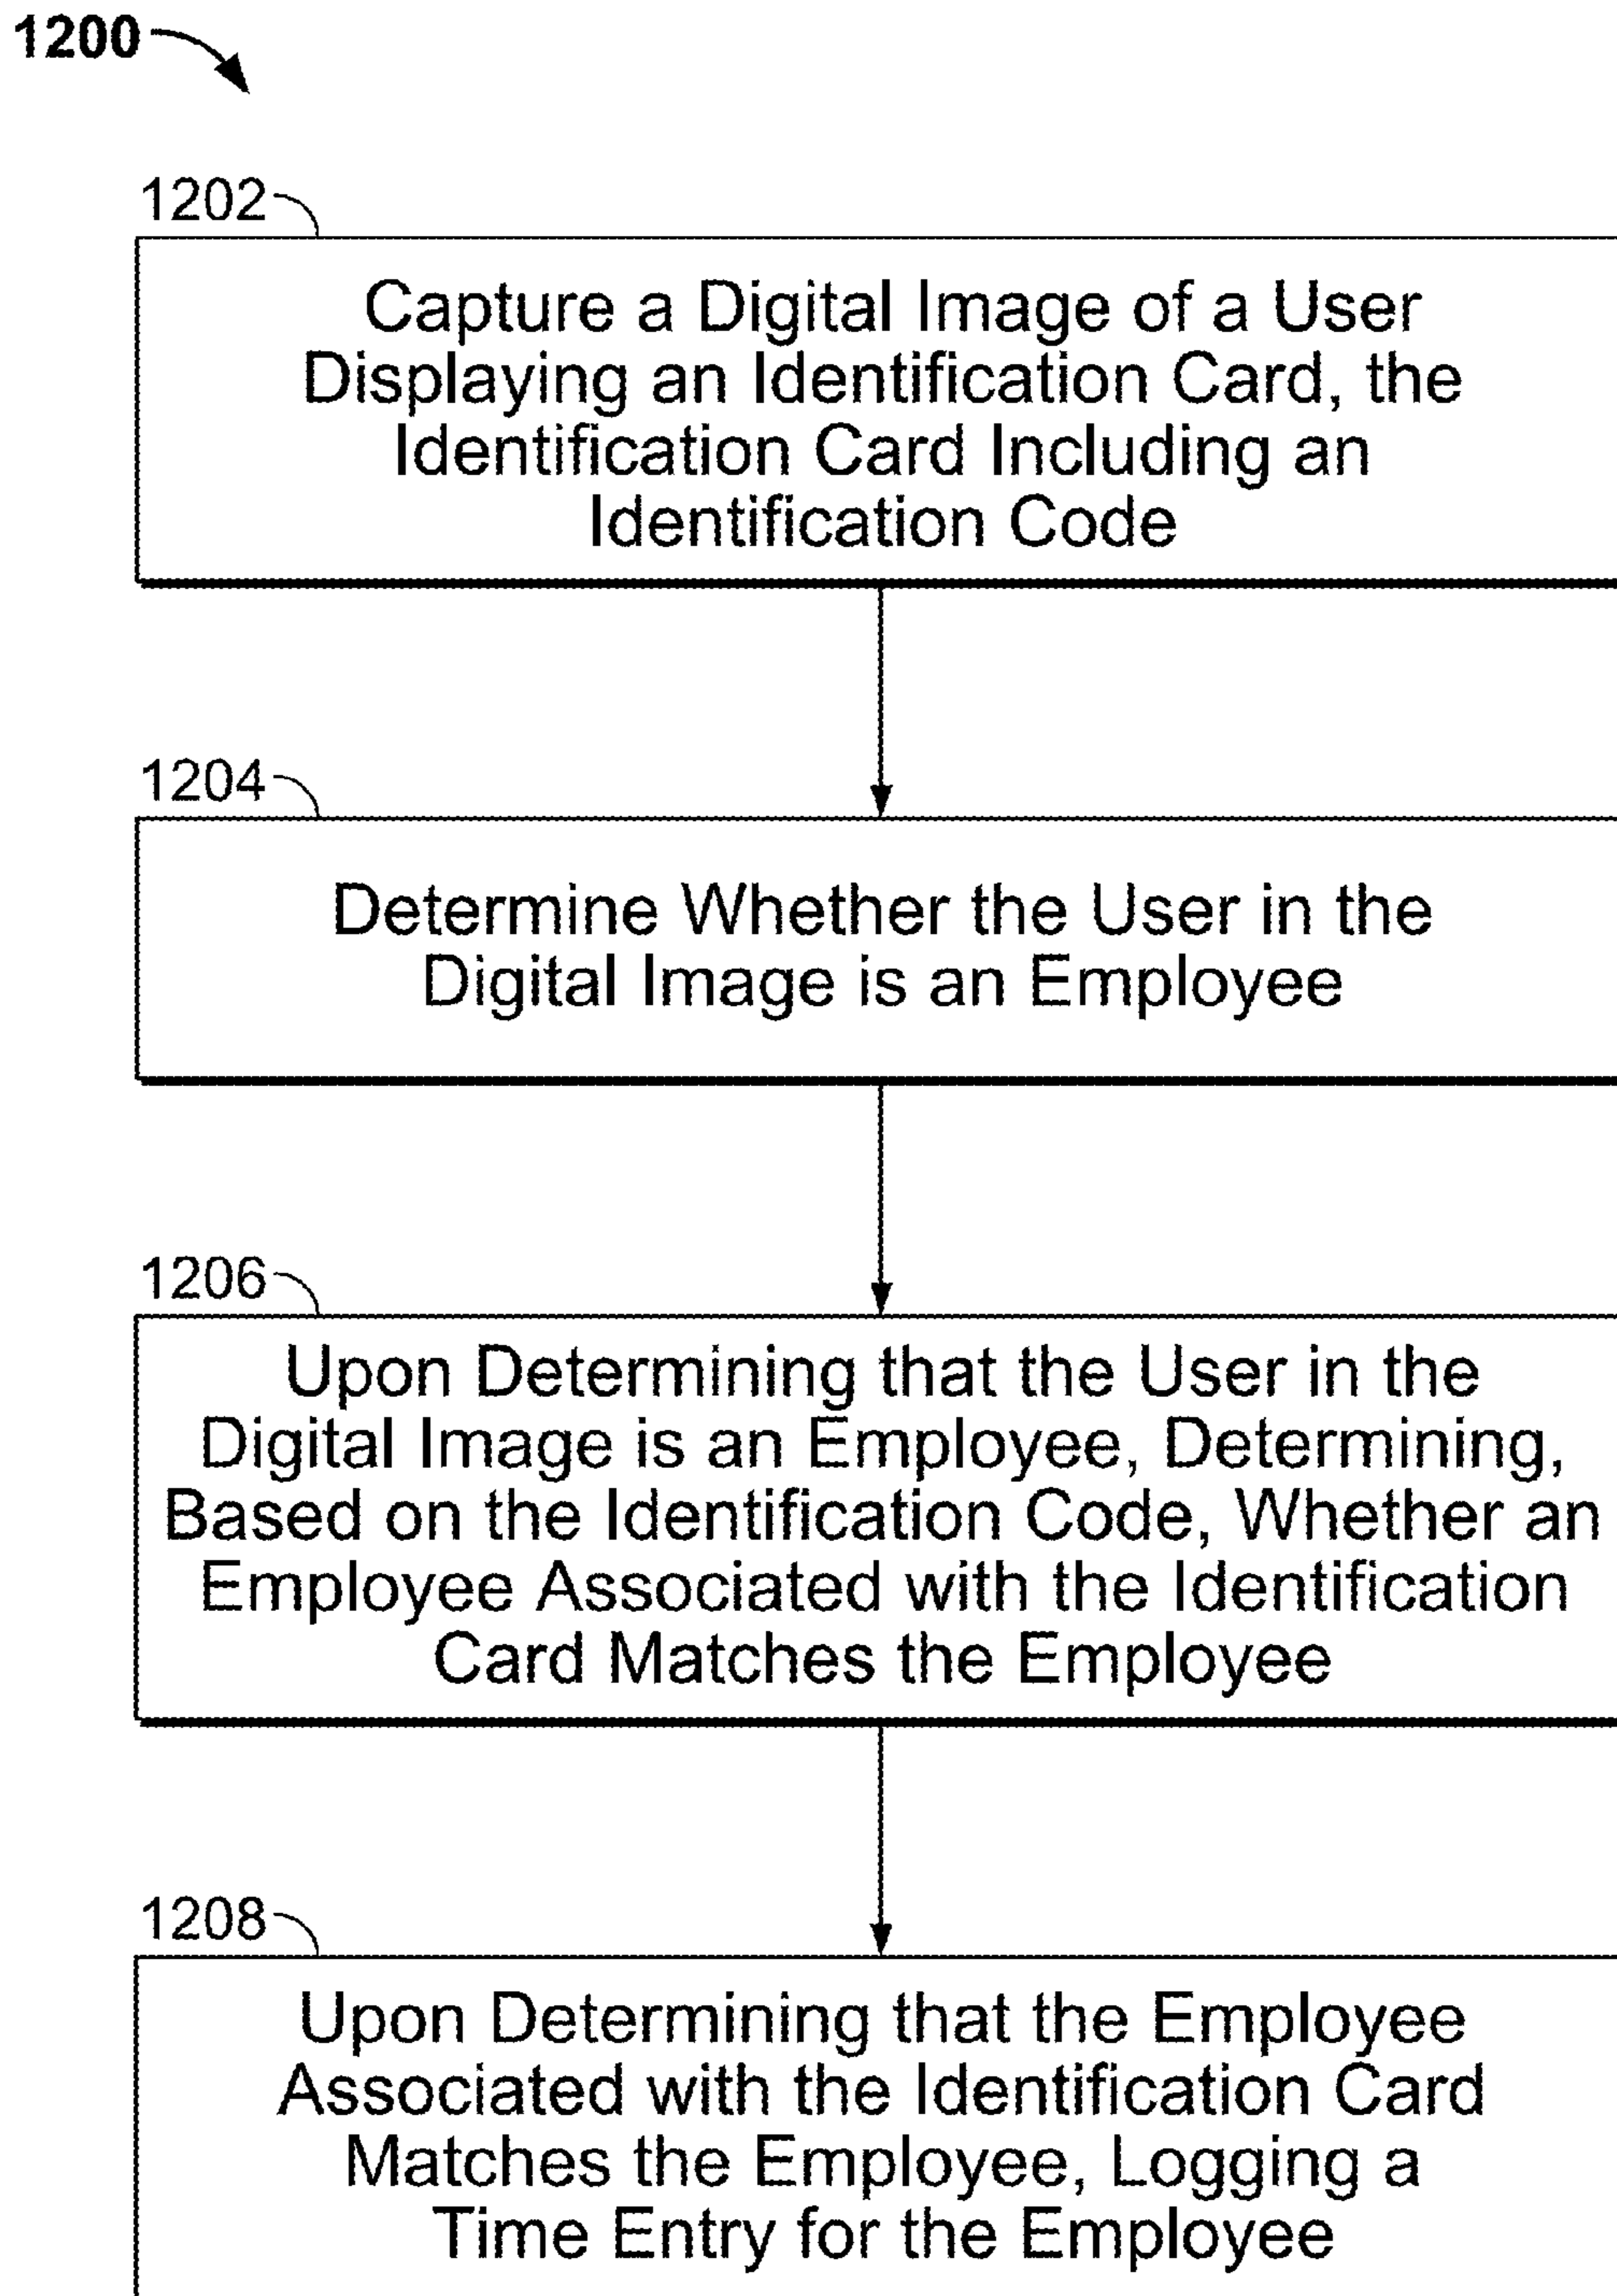 1200
1202
Capture a Digital Image of a User
Displaying an Identification Card, the
Identification Card Including an
Identification Code
1204
Determine Whether the User in the
Digital Image is an Employee
1206
Upon Determining that the User in the
Digital Image is an Employee, Determining,
Based on the Identification Code, Whether an
Employee Associated with the Identification
Card Matches the Employee
1208
Upon Determining that the Employee
Associated with the Identification Card
Matches the Employee, Logging a
Time Entry for the Employee